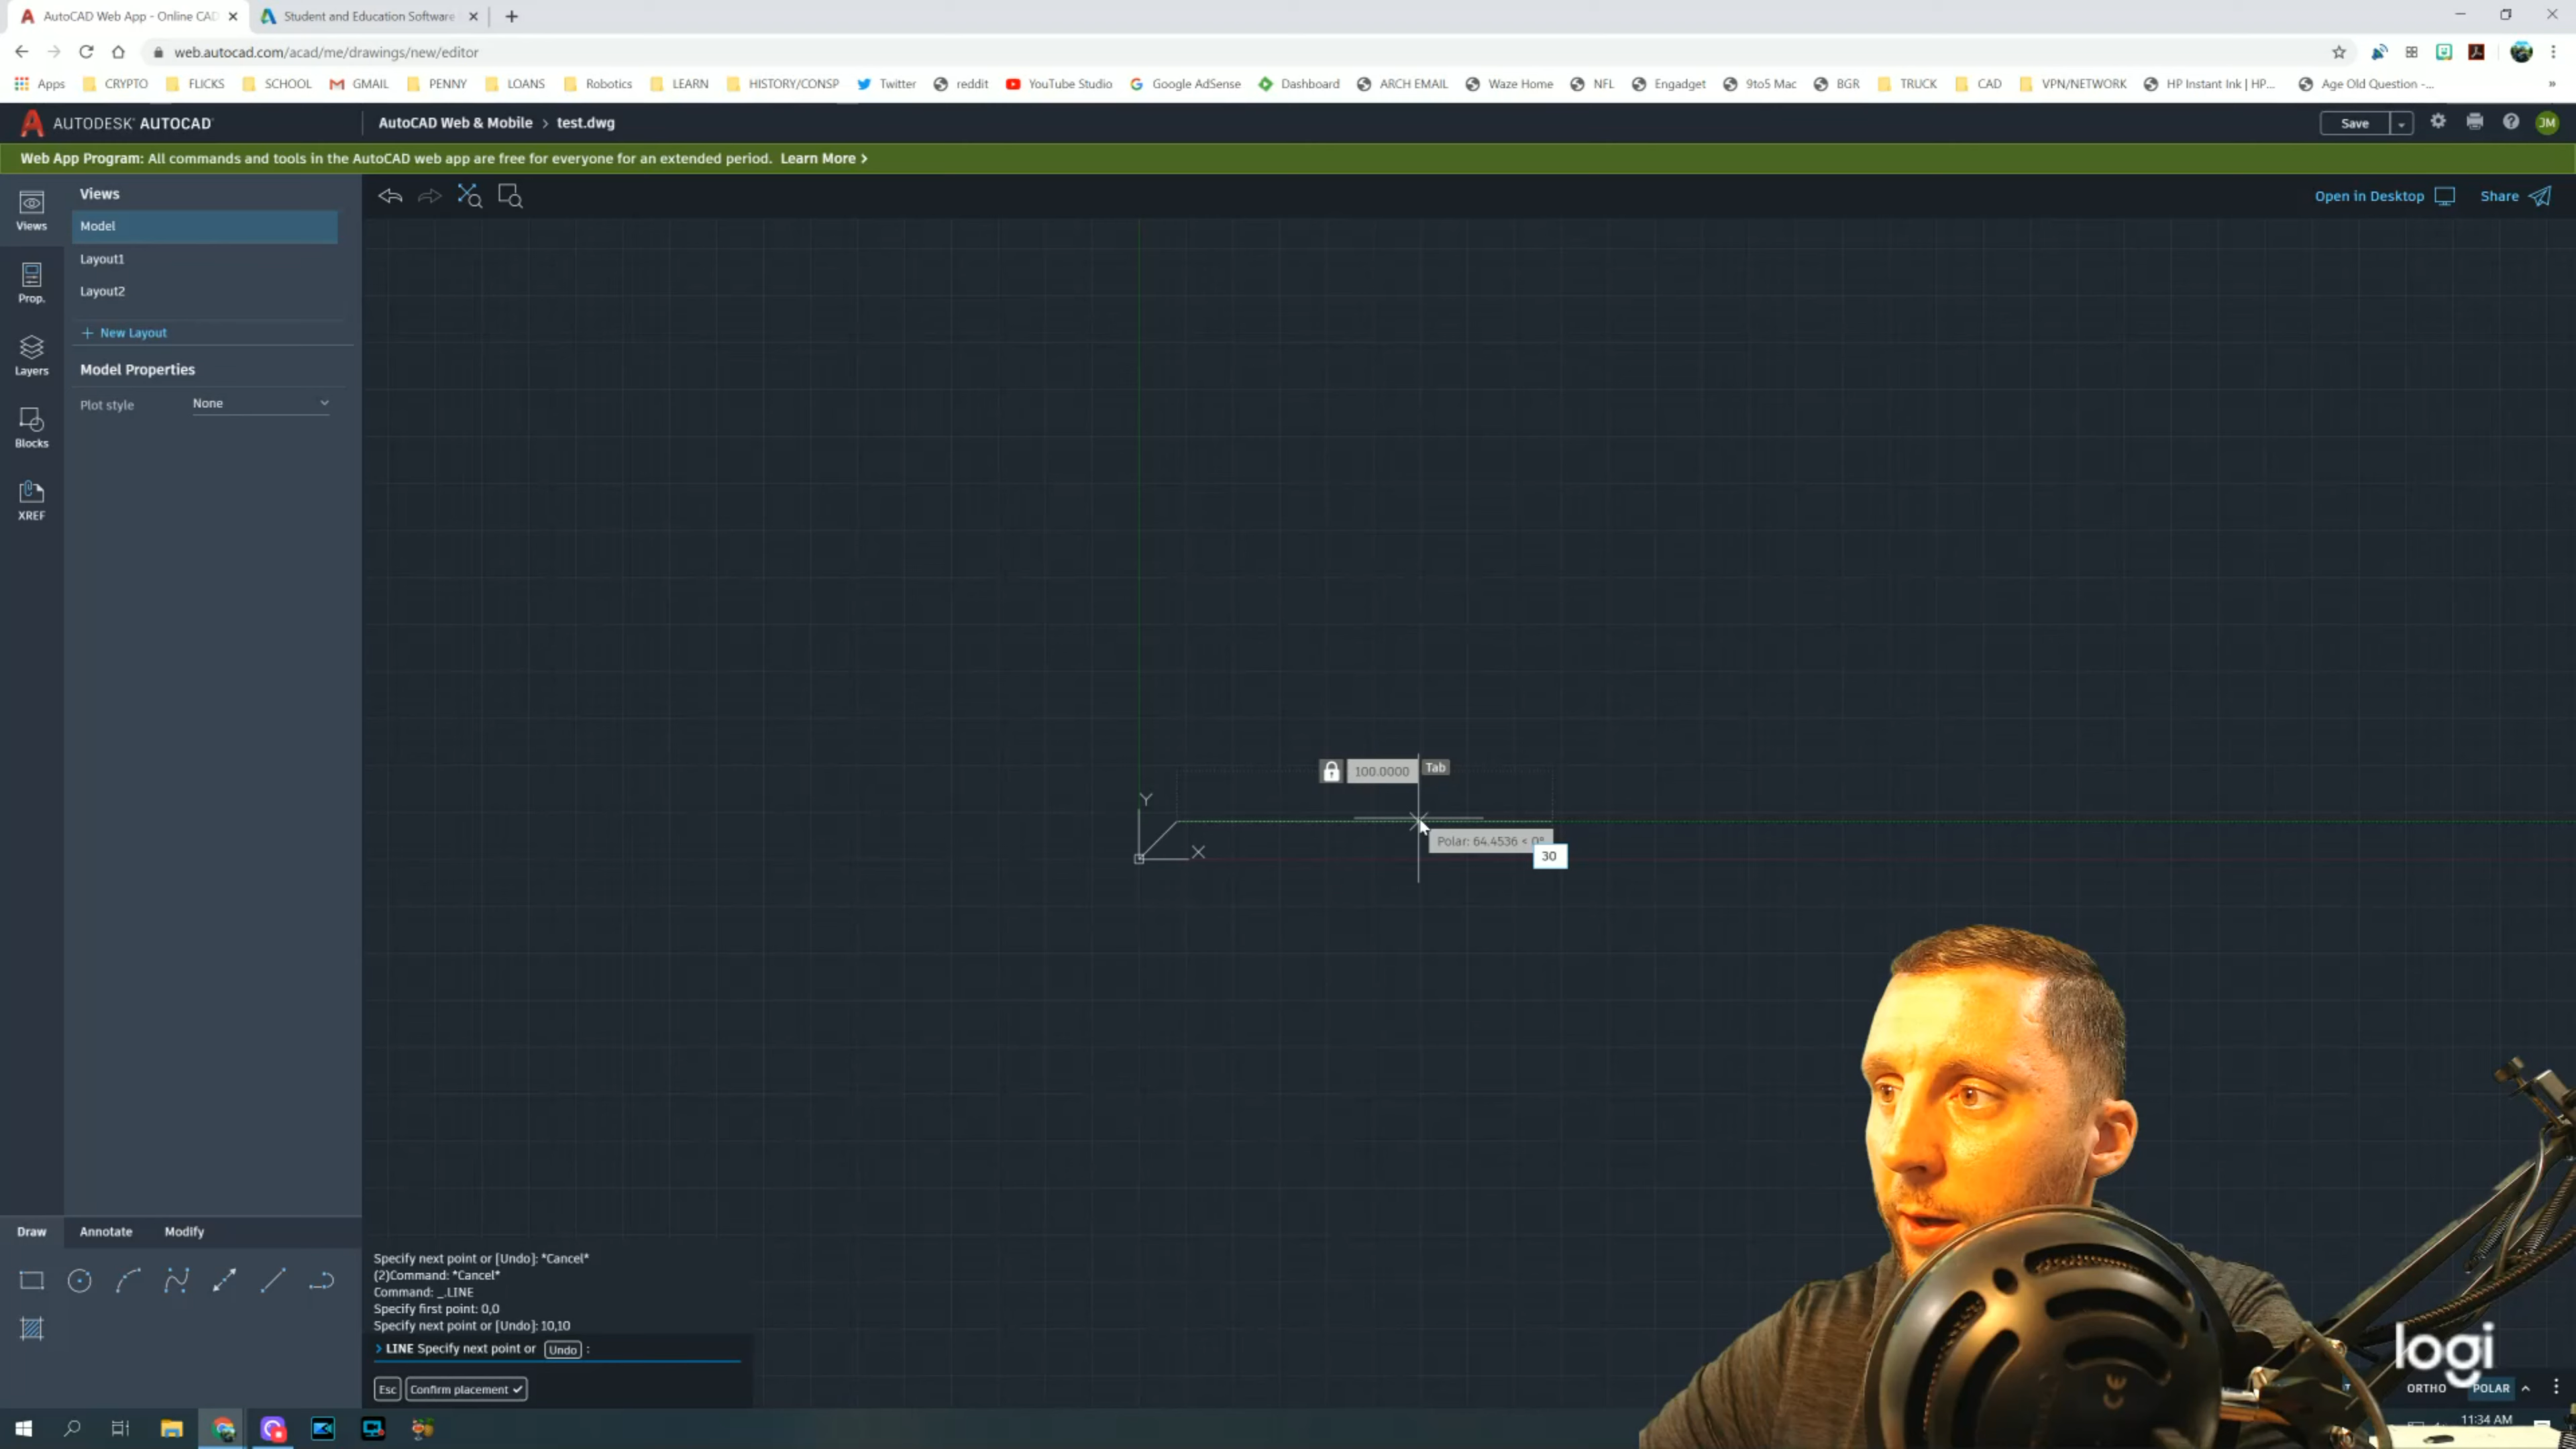 AutoCAD Web App - Online CAD
Student and Education Software
web.autocad.com/acad/me/drawings/new/editor
Apps CRYPTO FLICKS SCHOOL GMAIL PENNY LOANS Robotics LEARN HISTORY/CONSP Twitter reddit YouTube Studio Google AdSense Dashboard ARCH EMAIL Waze Home NFL Engadget 9to5 Mac BGR TRUCK CAD VPN/NETWORK HP Instant Ink | HP... Age Old Question -... »
AUTODESK AUTOCAD AutoCAD Web & Mobile > test.dwg Save JM
Web App Program: All commands and tools in the AutoCAD web app are free for everyone for an extended period. Learn More >
Views
Prop.
Layers
Blocks
XREF
Views
Model
Layout1
Layout2
+ New Layout
Model Properties
Plot style None
Open in Desktop Share
100.0000 Tab
Y
X
Polar: 64.4536 < 0°
30
Draw Annotate Modify
Specify next point or [Undo]: *Cancel*
(2)Command: *Cancel*
Command: _.LINE
Specify first point: 0,0
Specify next point or [Undo]: 10,10
> LINE Specify next point or Undo :
Esc Confirm placement ✓
logi
ORTHO POLAR
11:34 AM